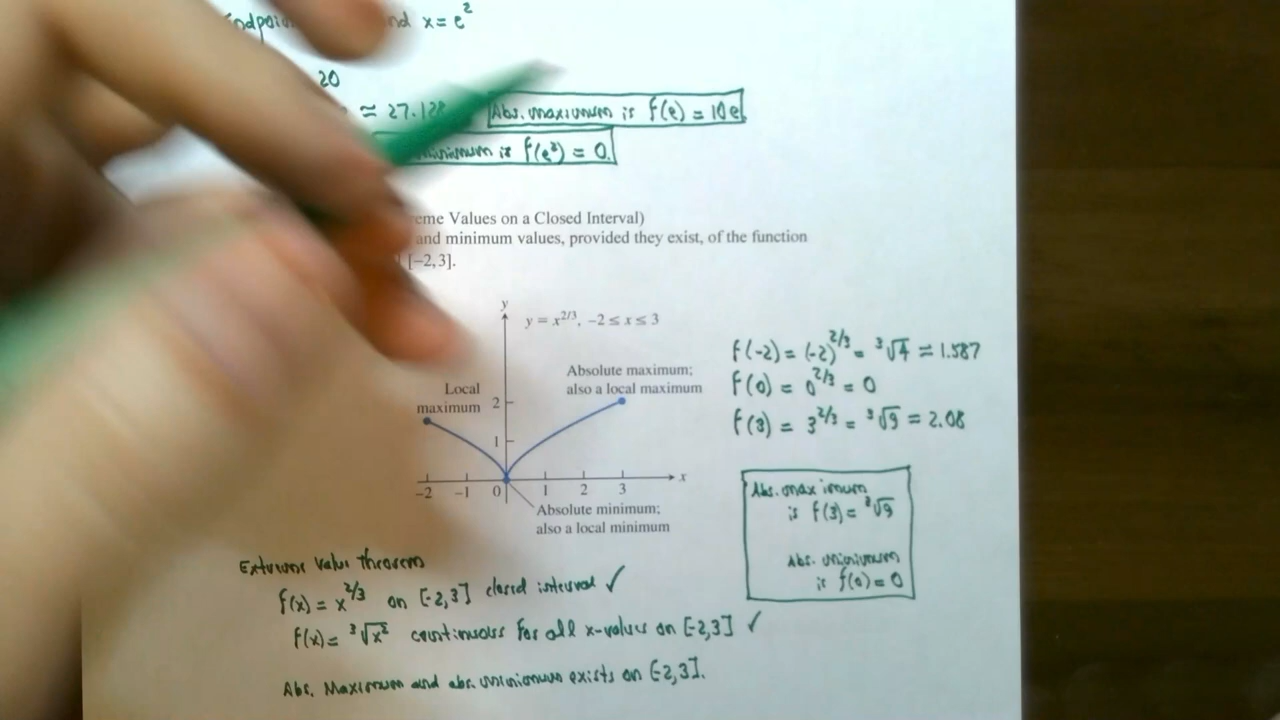 x = e²
20
≈ 27.128 Abs. maximum is f(e) = 10e.
minimum is f(e²) = 0.
eme Values on a Closed Interval)
and minimum values, provided they exist, of the function
[−2, 3].
y
y = x^{2/3}, −2 ≤ x ≤ 3
Absolute maximum;
also a local maximum
Local
maximum
2
1
−2 −1 0 1 2 3 x
Absolute minimum;
also a local minimum
f(-2) = (-2)^{2/3} = ³√4 ≈ 1.587
f(0) = 0^{2/3} = 0
f(3) = 3^{2/3} = ³√9 = 2.08
Abs. maximum
is f(3) = ³√9
Abs. minimum
is f(0) = 0
Extreme Value theorem
f(x) = x^{2/3} on [-2,3] closed interval ✓
f(x) = ³√x² continuous for all x-values on [-2,3] ✓
Abs. Maximum and abs. minimum exists on [-2,3].